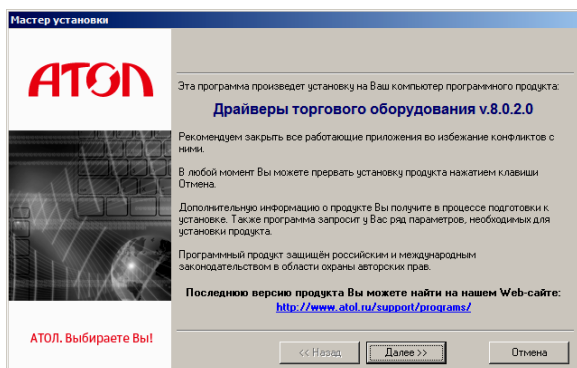 Мастер установки
АТОЛ
Эта программа произведет установку на Ваш компьютер программного продукта:
Драйверы торгового оборудования v.8.0.2.0
Рекомендуем закрыть все работающие приложения во избежание конфликтов с
ними.
В любой момент Вы можете прервать установку продукта нажатием клавиши
Отмена.
Дополнительную информацию о продукте Вы получите в процессе подготовки к
установке. Также программа запросит у Вас ряд параметров, необходимых для
установки продукта.
Программный продукт защищён российским и международным
законодательством в области охраны авторских прав.
Последнюю версию продукта Вы можете найти на нашем Web-сайте:
http://www.atol.ru/support/programs/
АТОЛ. Выбираете Вы!
<< Назад
Далее >>
Отмена